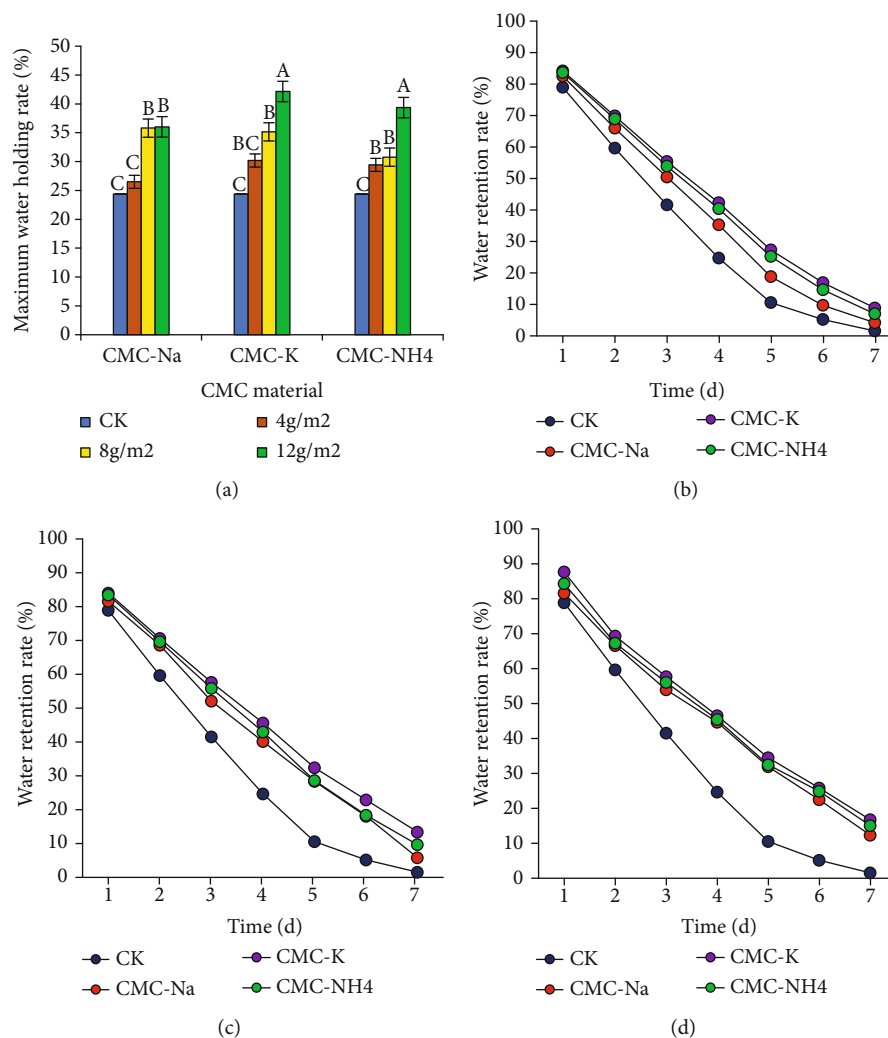 Maximum water holding rate (%)
50
45
40
35
30
25
20
15
10
5
0
C
C
B
B
C
BC
B
A
C
B
B
A
CMC-Na CMC-K CMC-NH4
CMC material
CK 4g/m2
8g/m2 12g/m2
(a)
Water retention rate (%)
100
90
80
70
60
50
40
30
20
10
0
1 2 3 4 5 6 7
Time (d)
CK CMC-K
CMC-Na CMC-NH4
(b)
Water retention rate (%)
100
90
80
70
60
50
40
30
20
10
0
1 2 3 4 5 6 7
Time (d)
CK CMC-K
CMC-Na CMC-NH4
(c)
Water retention rate (%)
100
90
80
70
60
50
40
30
20
10
0
1 2 3 4 5 6 7
Time (d)
CK CMC-K
CMC-Na CMC-NH4
(d)